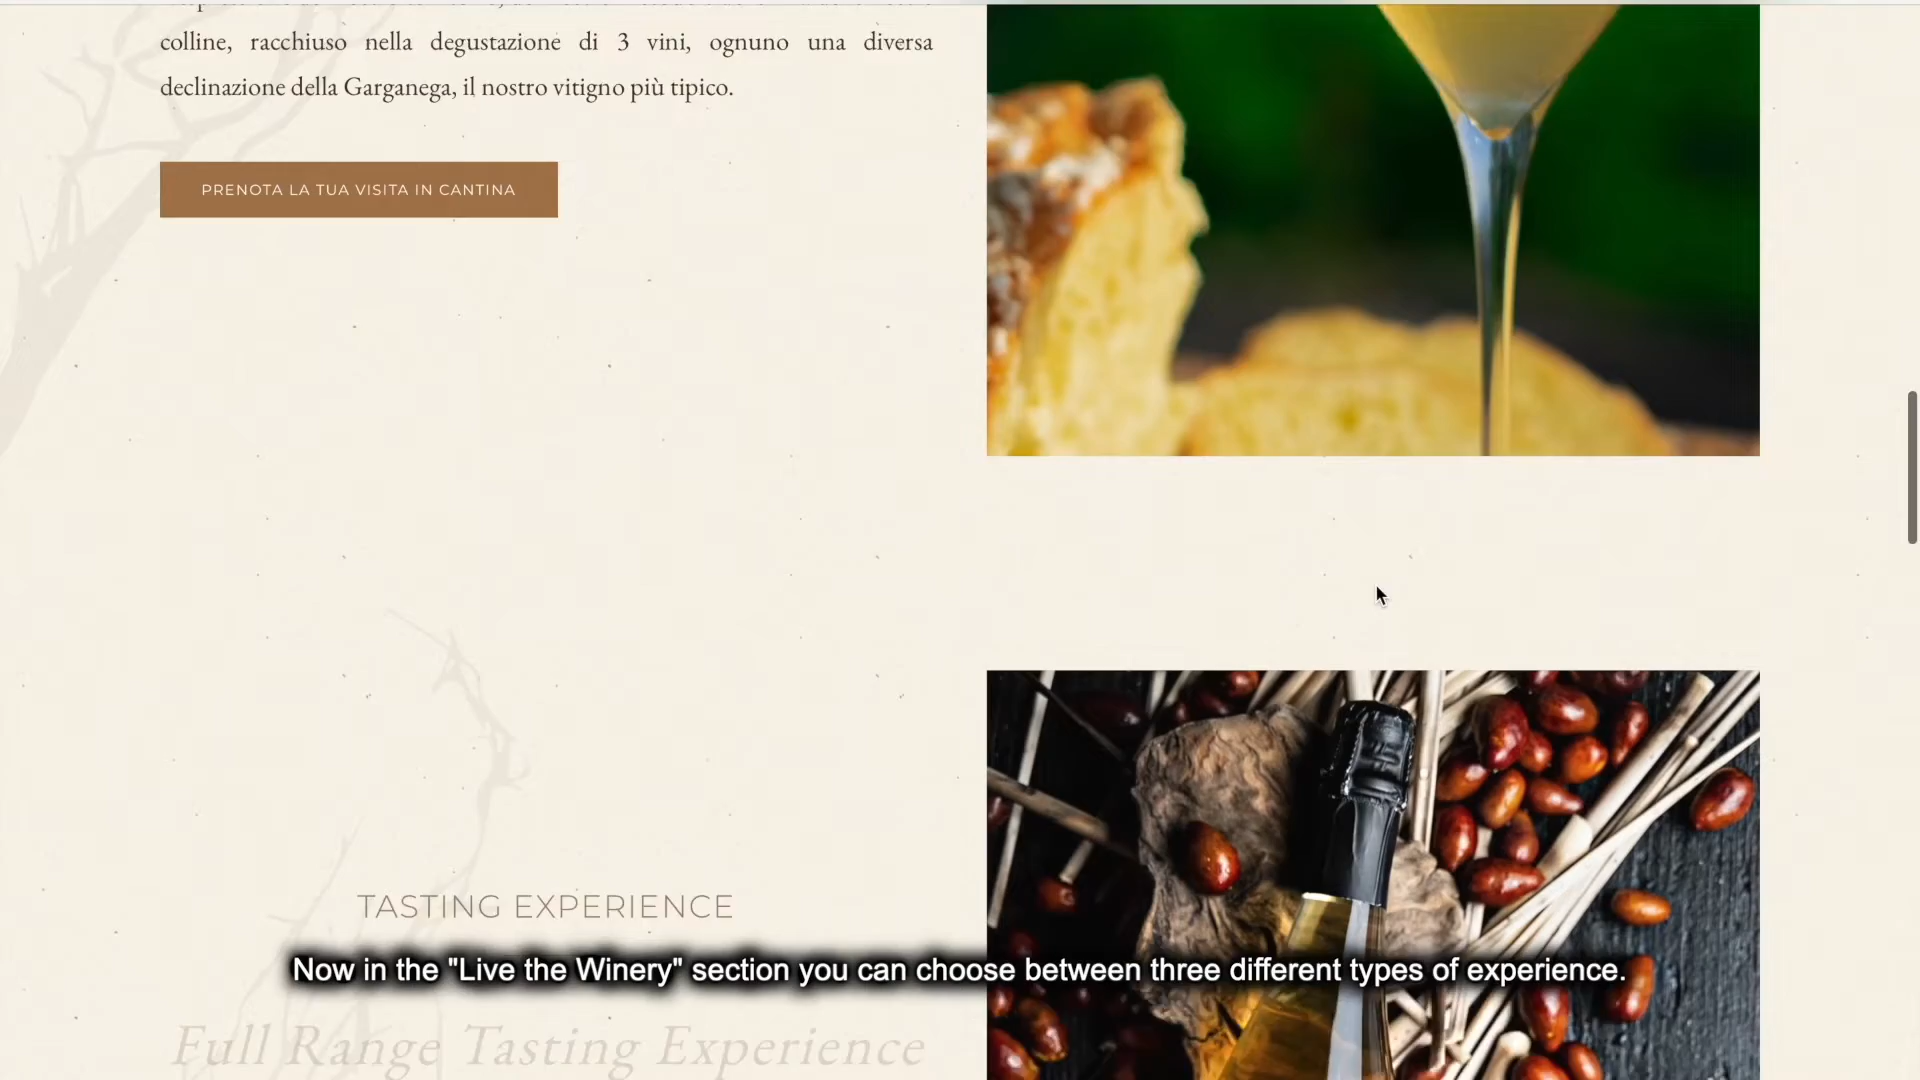 colline, racchiuso nella degustazione di 3 vini, ognuno una diversa
declinazione della Garganega, il nostro vitigno più tipico.
PRENOTA LA TUA VISITA IN CANTINA
TASTING EXPERIENCE
Now in the "Live the Winery" section you can choose between three different types of experience.
Full Range Tasting Experience